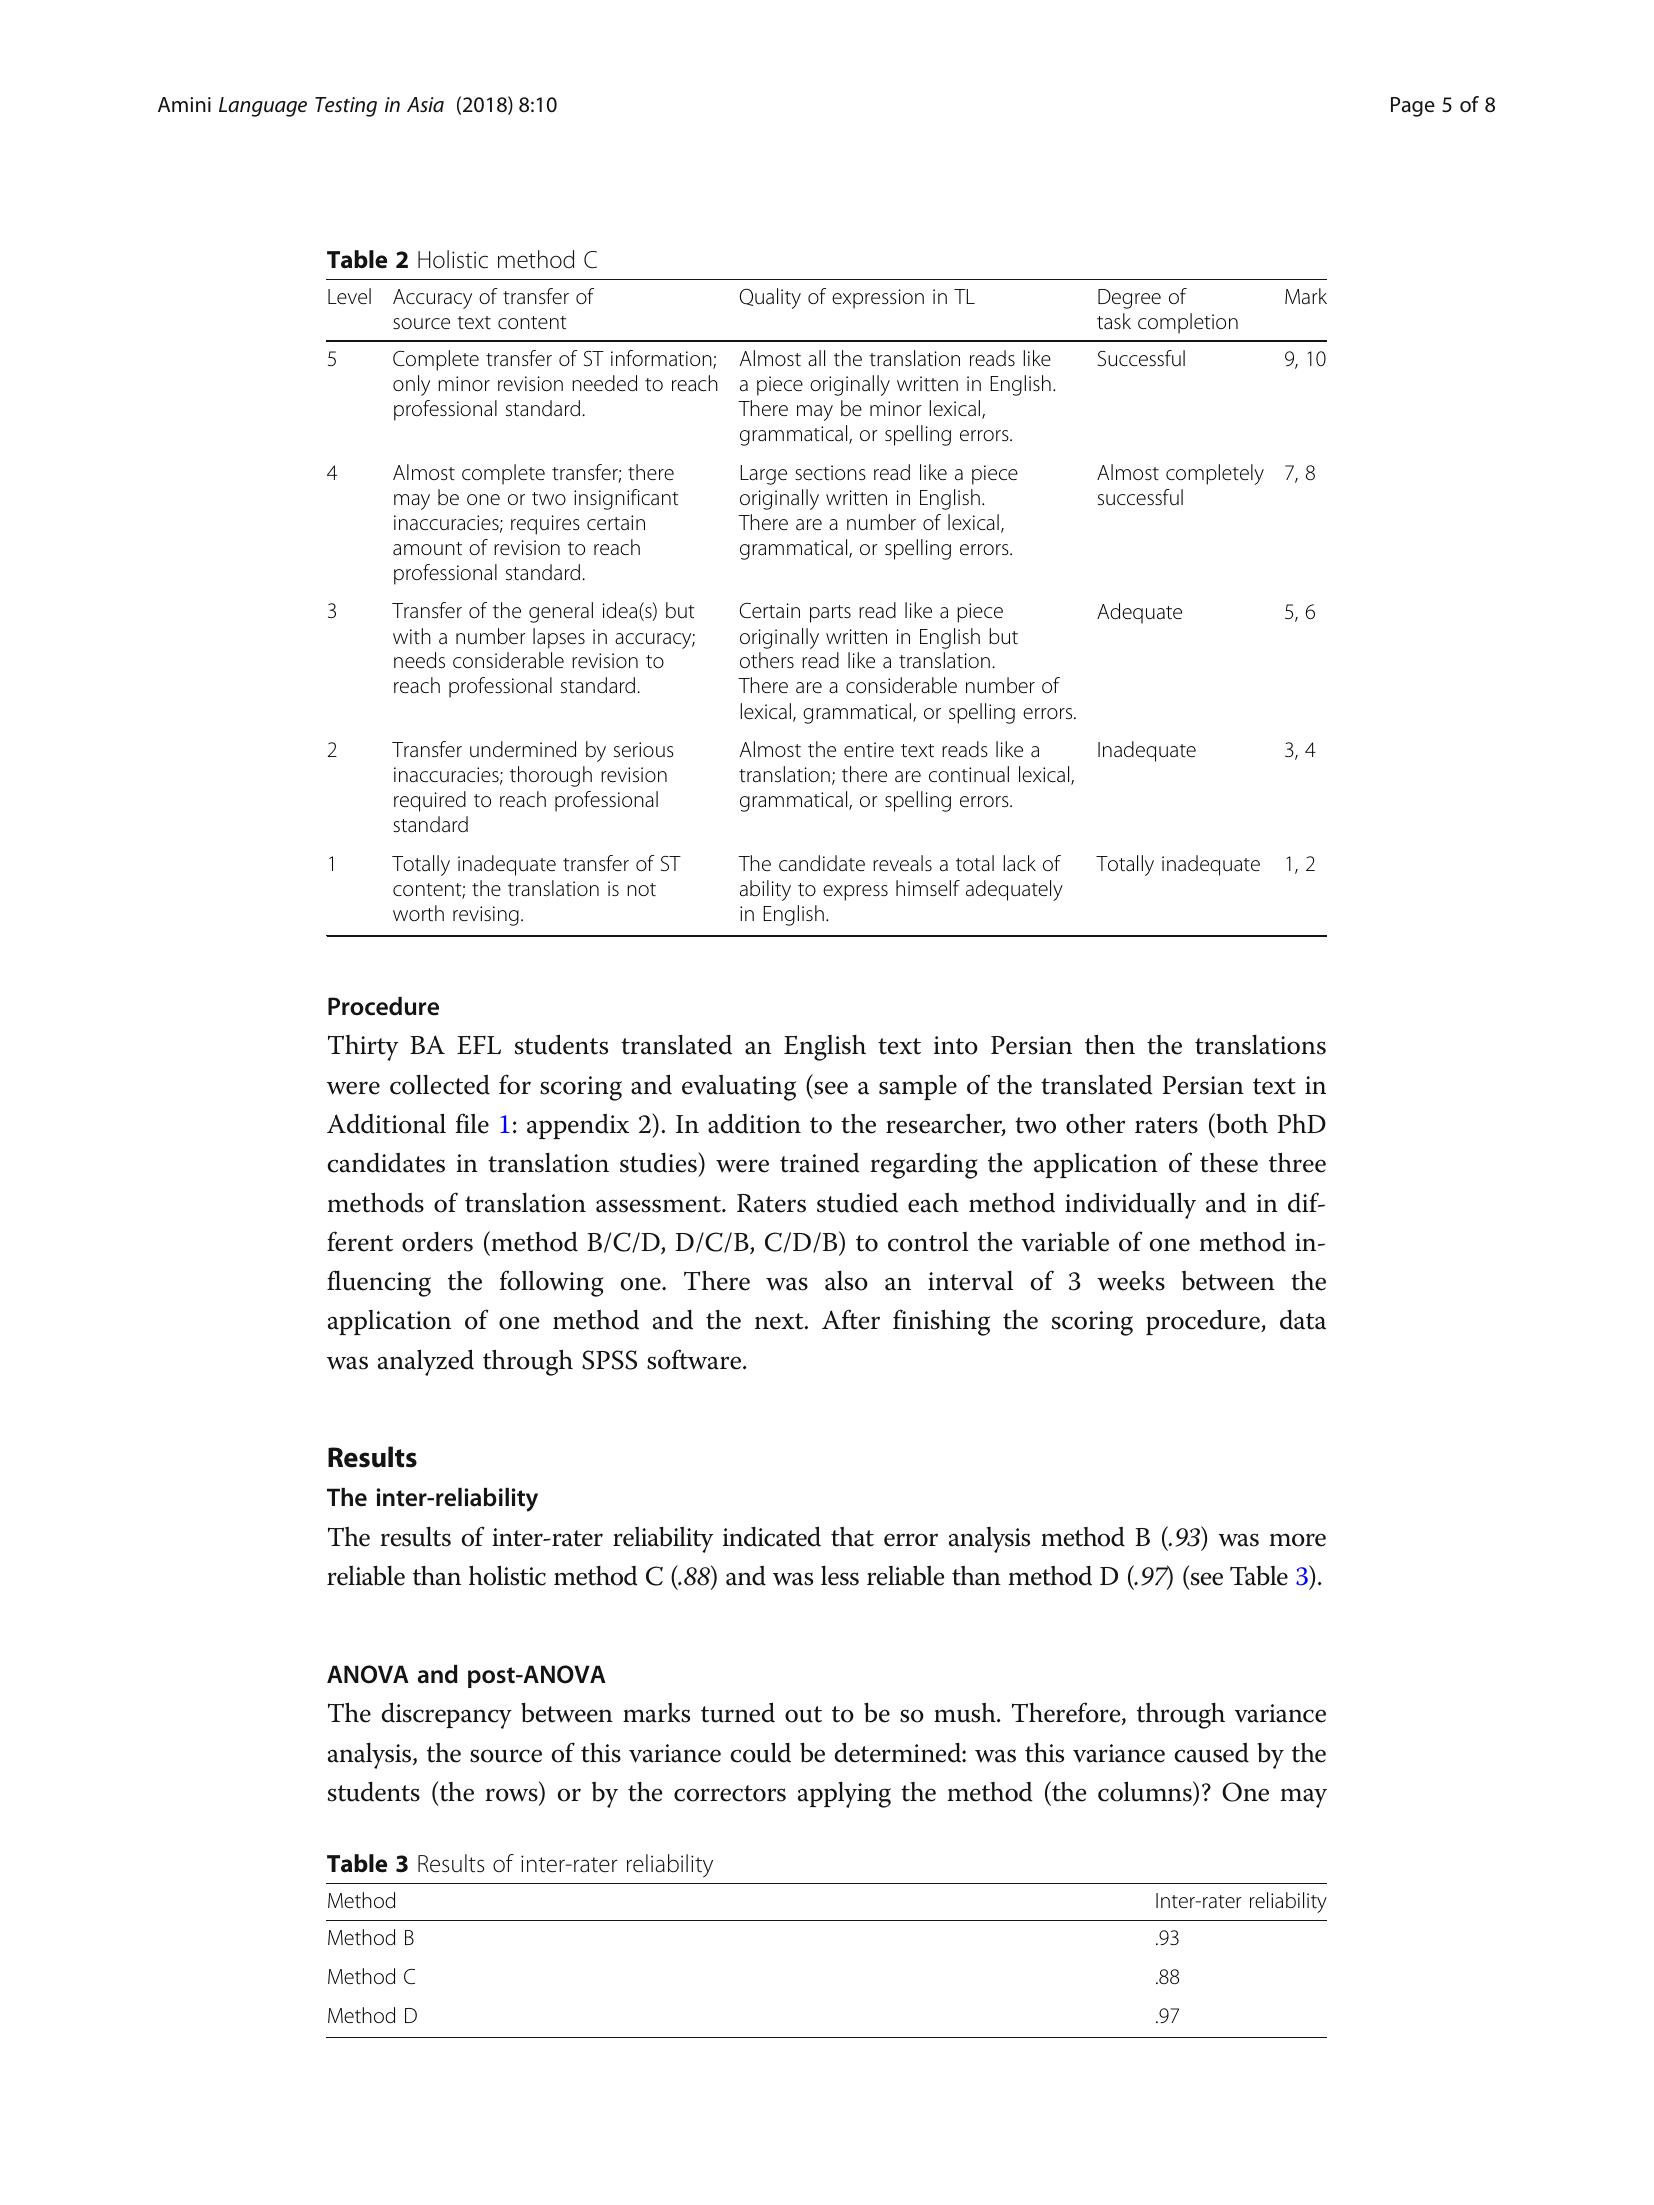 Amini Language Testing in Asia (2018) 8:10
Page 5 of 8
Table 2 Holistic method C
Level Accuracy of transfer of source text content Quality of expression in TL Degree of task completion Mark
5 Complete transfer of ST information; only minor revision needed to reach professional standard. Almost all the translation reads like a piece originally written in English. There may be minor lexical, grammatical, or spelling errors. Successful 9, 10
4 Almost complete transfer; there may be one or two insignificant inaccuracies; requires certain amount of revision to reach professional standard. Large sections read like a piece originally written in English. There are a number of lexical, grammatical, or spelling errors. Almost completely successful 7, 8
3 Transfer of the general idea(s) but with a number lapses in accuracy; needs considerable revision to reach professional standard. Certain parts read like a piece originally written in English but others read like a translation. There are a considerable number of lexical, grammatical, or spelling errors. Adequate 5, 6
2 Transfer undermined by serious inaccuracies; thorough revision required to reach professional standard Almost the entire text reads like a translation; there are continual lexical, grammatical, or spelling errors. Inadequate 3, 4
1 Totally inadequate transfer of ST content; the translation is not worth revising. The candidate reveals a total lack of ability to express himself adequately in English. Totally inadequate 1, 2
Procedure
Thirty BA EFL students translated an English text into Persian then the translations
were collected for scoring and evaluating (see a sample of the translated Persian text in
Additional file 1: appendix 2). In addition to the researcher, two other raters (both PhD
candidates in translation studies) were trained regarding the application of these three
methods of translation assessment. Raters studied each method individually and in dif-
ferent orders (method B/C/D, D/C/B, C/D/B) to control the variable of one method in-
fluencing the following one. There was also an interval of 3 weeks between the
application of one method and the next. After finishing the scoring procedure, data
was analyzed through SPSS software.
Results
The inter-reliability
The results of inter-rater reliability indicated that error analysis method B (.93) was more
reliable than holistic method C (.88) and was less reliable than method D (.97) (see Table 3).
ANOVA and post-ANOVA
The discrepancy between marks turned out to be so mush. Therefore, through variance
analysis, the source of this variance could be determined: was this variance caused by the
students (the rows) or by the correctors applying the method (the columns)? One may
Table 3 Results of inter-rater reliability
Method Inter-rater reliability
Method B .93
Method C .88
Method D .97